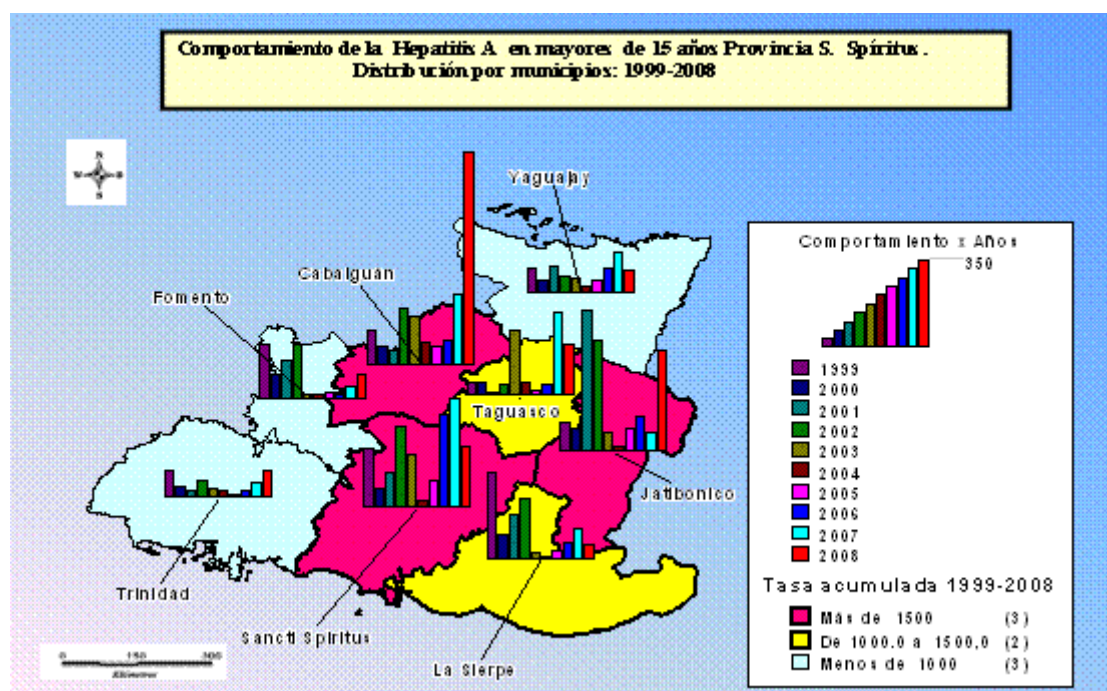 Comportamiento de la Hepatitis A en mayores de 15 años Provincia S. Spíritus.
Distribución por municipios: 1999-2008
N
W
S
Yaguajay
Cabaiguán
Fomento
Taguasco
Jatibonico
Trinidad
Sancti Spiritus
La Sierpe
0 150 300
Comportamiento x Años
350
1999
2000
2001
2002
2003
2004
2005
2006
2007
2008
Tasa acumulada 1999-2008
Más de 1500 (3)
De 1000.0 a 1500,0 (2)
Menos de 1000 (3)